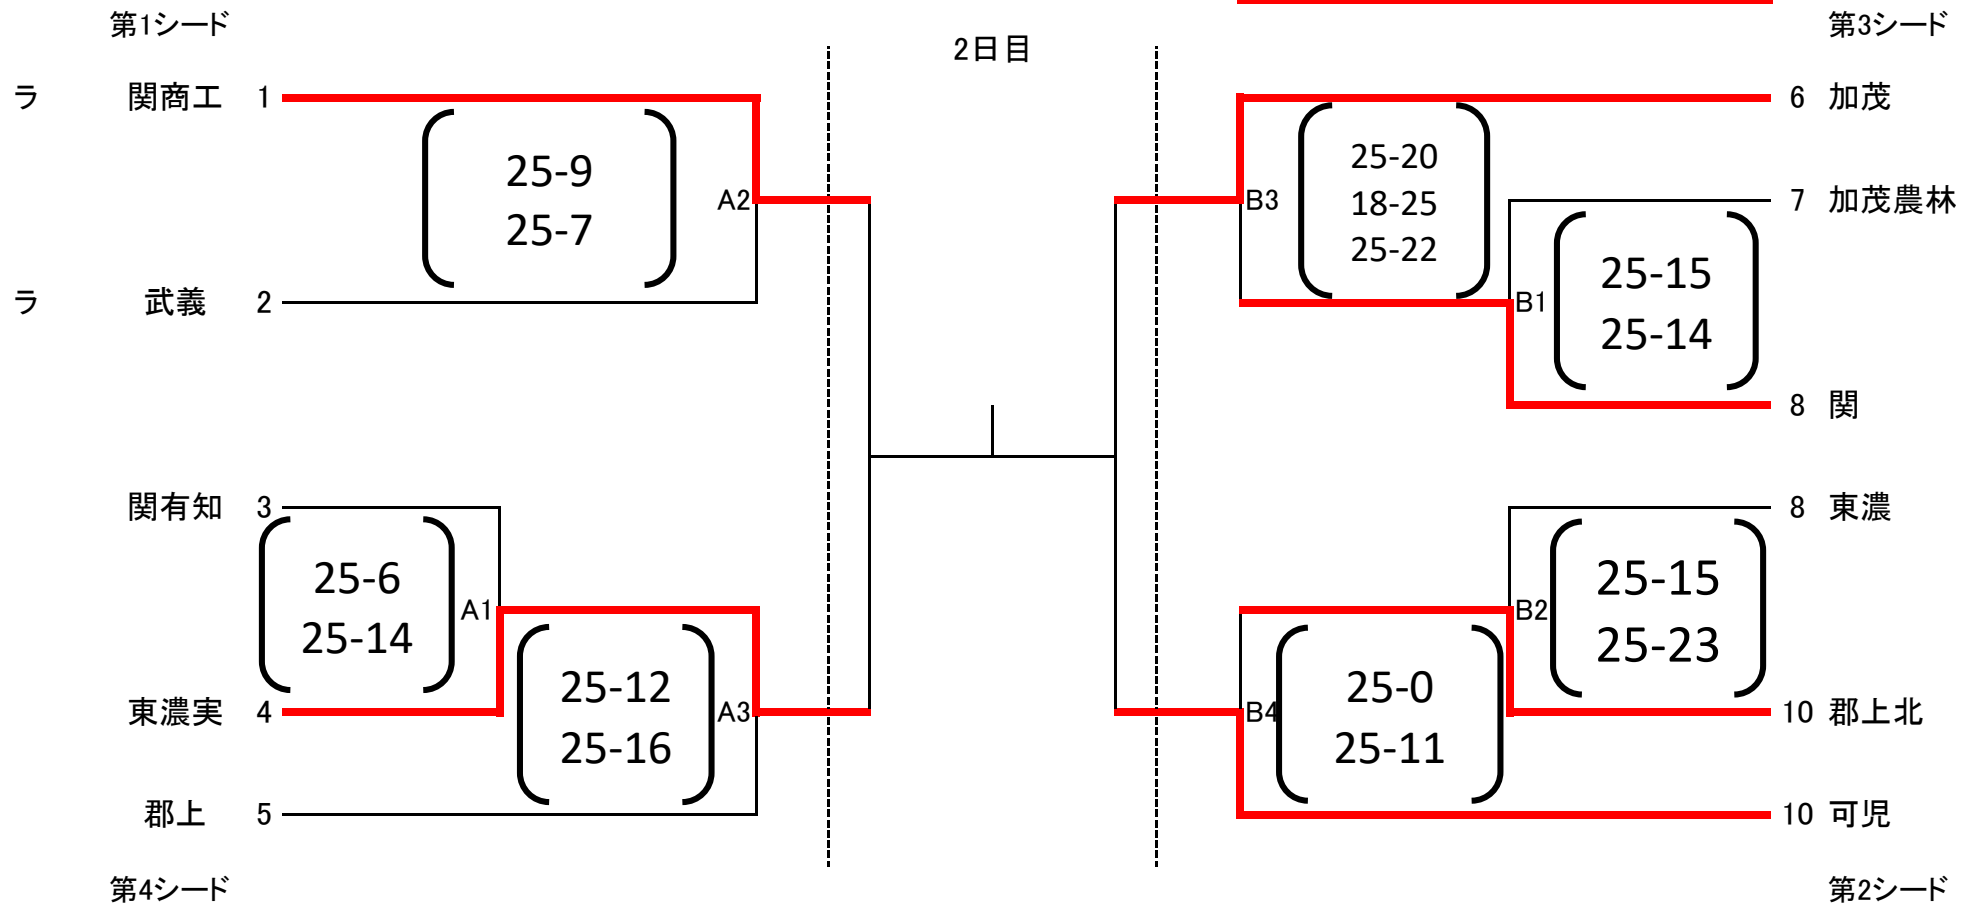 第1シード
2日目
第3シード
ラ 関商工 1
6 加茂
25-9
25-7
A2
25-20
18-25
25-22
B3
7 加茂農林
ラ 武義 2
B1
25-15
25-14
8 関
関有知 3
8 東濃
25-6
25-14
A1
25-15
25-23
B2
東濃実 4
25-12
25-16
A3
B4
25-0
25-11
10 郡上北
郡上 5
10 可児
第4シード
第2シード